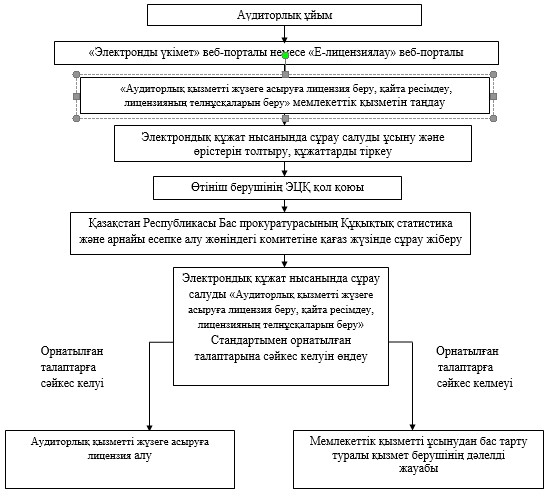 Аудиторлық ұйым
«Электронды үкімет» веб-порталы немесе «Е-лицензиялау» веб-порталы
«Аудиторлық қызметті жүзеге асыруға лицензия беру, қайта ресімдеу,
лицензияның телнұсқаларын беру» мемлекеттік қызметін таңдау
Электрондық құжат нысанында сұрау салуды ұсыну және
өрістерін толтыру, құжаттарды тіркеу
Өтініш берушінің ЭЦҚ қол қоюы
Қазақстан Республикасы Бас прокуратурасының Құқықтық статистика
және арнайы есепке алу жөніндегі комитетіне қағаз жүзінде сұрау жіберу
Электрондық құжат нысанында сұрау
салуды «Аудиторлық қызметті жүзеге
асыруға лицензия беру, қайта ресімдеу,
лицензияның телнұсқаларын беру»
Стандартымен орнатылған
талаптарына сәйкес келуін өңдеу
Орнатылған
талаптарға
сәйкес келуі
Орнатылған
талаптарға
сәйкес келмеуі
Аудиторлық қызметті жүзеге асыруға
лицензия алу
Мемлекеттік қызметті ұсынудан бас тарту
туралы қызмет берушінің дәлелді
жауабы